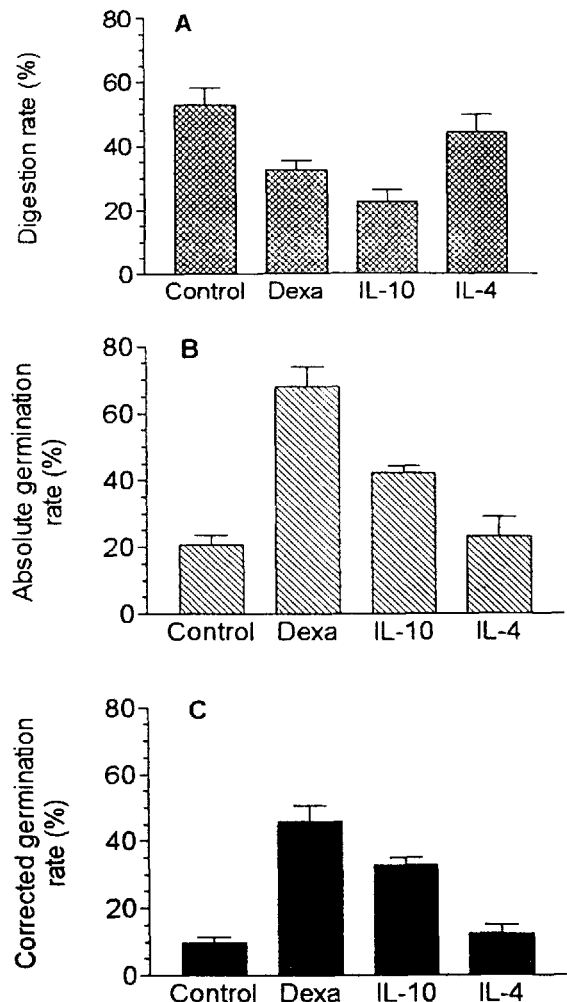 A
Digestion rate (%)
80
60
40
20
0
Control Dexa IL-10 IL-4
B
Absolute germination
rate (%)
80
60
40
20
0
Control Dexa IL-10 IL-4
C
Corrected germination
rate (%)
80
60
40
20
0
Control Dexa IL-10 IL-4